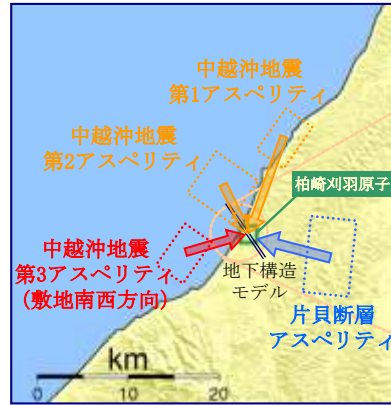 中越沖地震
第1アスペリティ
中越沖地震
第2アスペリティ
柏崎刈羽原子
中越沖地震
第3アスペリティ
(敷地南西方向)
地下構造
モデル
片貝断層
アスペリティ
km
0 10 20